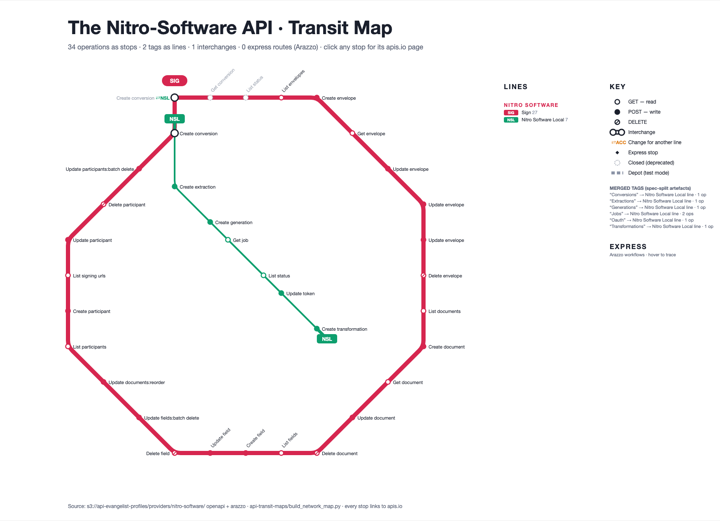 The Nitro-Software API · Transit Map
34 operations as stops · 2 tags as lines · 1 interchanges · 0 express routes (Arazzo) · click any stop for its apis.io page
SIG
Get conversion
List status
List envelopes
Create conversion
⇄NSL
Create envelope
NSL
Create conversion
Get envelope
Update participants:batch delete
Update envelope
Create extraction
Delete participant
Update envelope
Create generation
Update participant
Get job
Update envelope
List signing urls
List status
Delete envelope
Update token
Create participant
List documents
Create transformation
NSL
List participants
Create document
Update documents:reorder
Get document
Update fields:batch delete
Update document
Delete field
Update field
Create field
List fields
Delete document
LINES
NITRO SOFTWARE
SIG Sign 27
NSL Nitro Software Local 7
KEY
GET — read
POST — write
DELETE
Interchange
⇄ACC Change for another line
Express stop
Closed (deprecated)
Depot (test mode)
MERGED TAGS (spec-split artefacts)
"Conversions" → Nitro Software Local line · 1 op
"Extractions" → Nitro Software Local line · 1 op
"Generations" → Nitro Software Local line · 1 op
"Jobs" → Nitro Software Local line · 2 ops
"Oauth" → Nitro Software Local line · 1 op
"Transformations" → Nitro Software Local line · 1 op
EXPRESS
Arazzo workflows · hover to trace
Source: s3://api-evangelist-profiles/providers/nitro-software/ openapi + arazzo · api-transit-maps/build_network_map.py · every stop links to apis.io